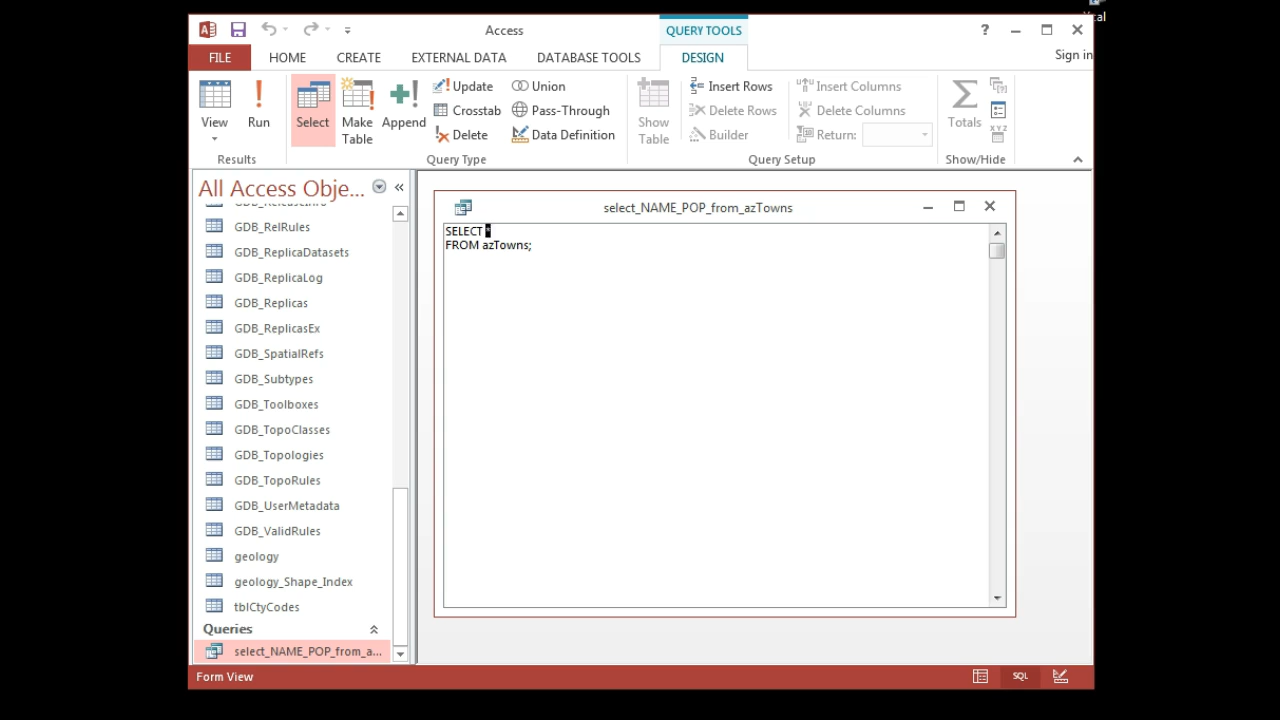 Access
QUERY TOOLS
?
FILE
HOME
CREATE
EXTERNAL DATA
DATABASE TOOLS
DESIGN
Sign in
View
Run
Results
Select
Make Table
Append
Update
Crosstab
Delete
Union
Pass-Through
Data Definition
Query Type
Show Table
Insert Rows
Delete Rows
Builder
Insert Columns
Delete Columns
Return:
Query Setup
Totals
Show/Hide
All Access Obje...
GDB_ReleaseInfo
GDB_RelRules
GDB_ReplicaDatasets
GDB_ReplicaLog
GDB_Replicas
GDB_ReplicasEx
GDB_SpatialRefs
GDB_Subtypes
GDB_Toolboxes
GDB_TopoClasses
GDB_Topologies
GDB_TopoRules
GDB_UserMetadata
GDB_ValidRules
geology
geology_Shape_Index
tblCtyCodes
Queries
select_NAME_POP_from_a...
select_NAME_POP_from_azTowns
SELECT *
FROM azTowns;
Form View
SQL